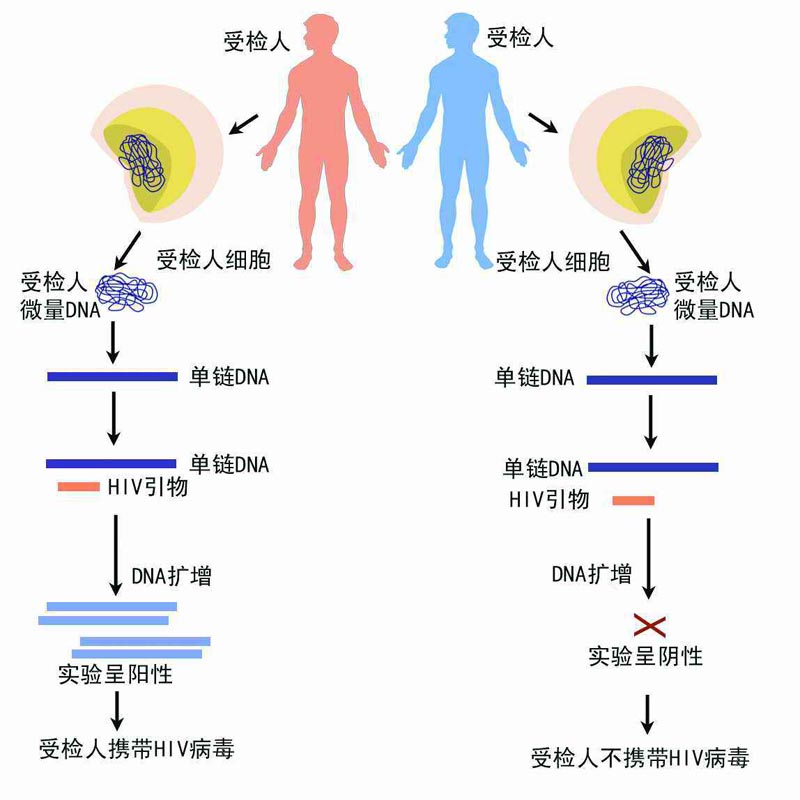 受检人
受检人
受检人细胞
受检人细胞
受检人
微量DNA
受检人
微量DNA
单链DNA
单链DNA
单链DNA
HIV引物
单链DNA
HIV引物
DNA扩增
DNA扩增
实验呈阳性
实验呈阴性
受检人携带HIV病毒
受检人不携带HIV病毒